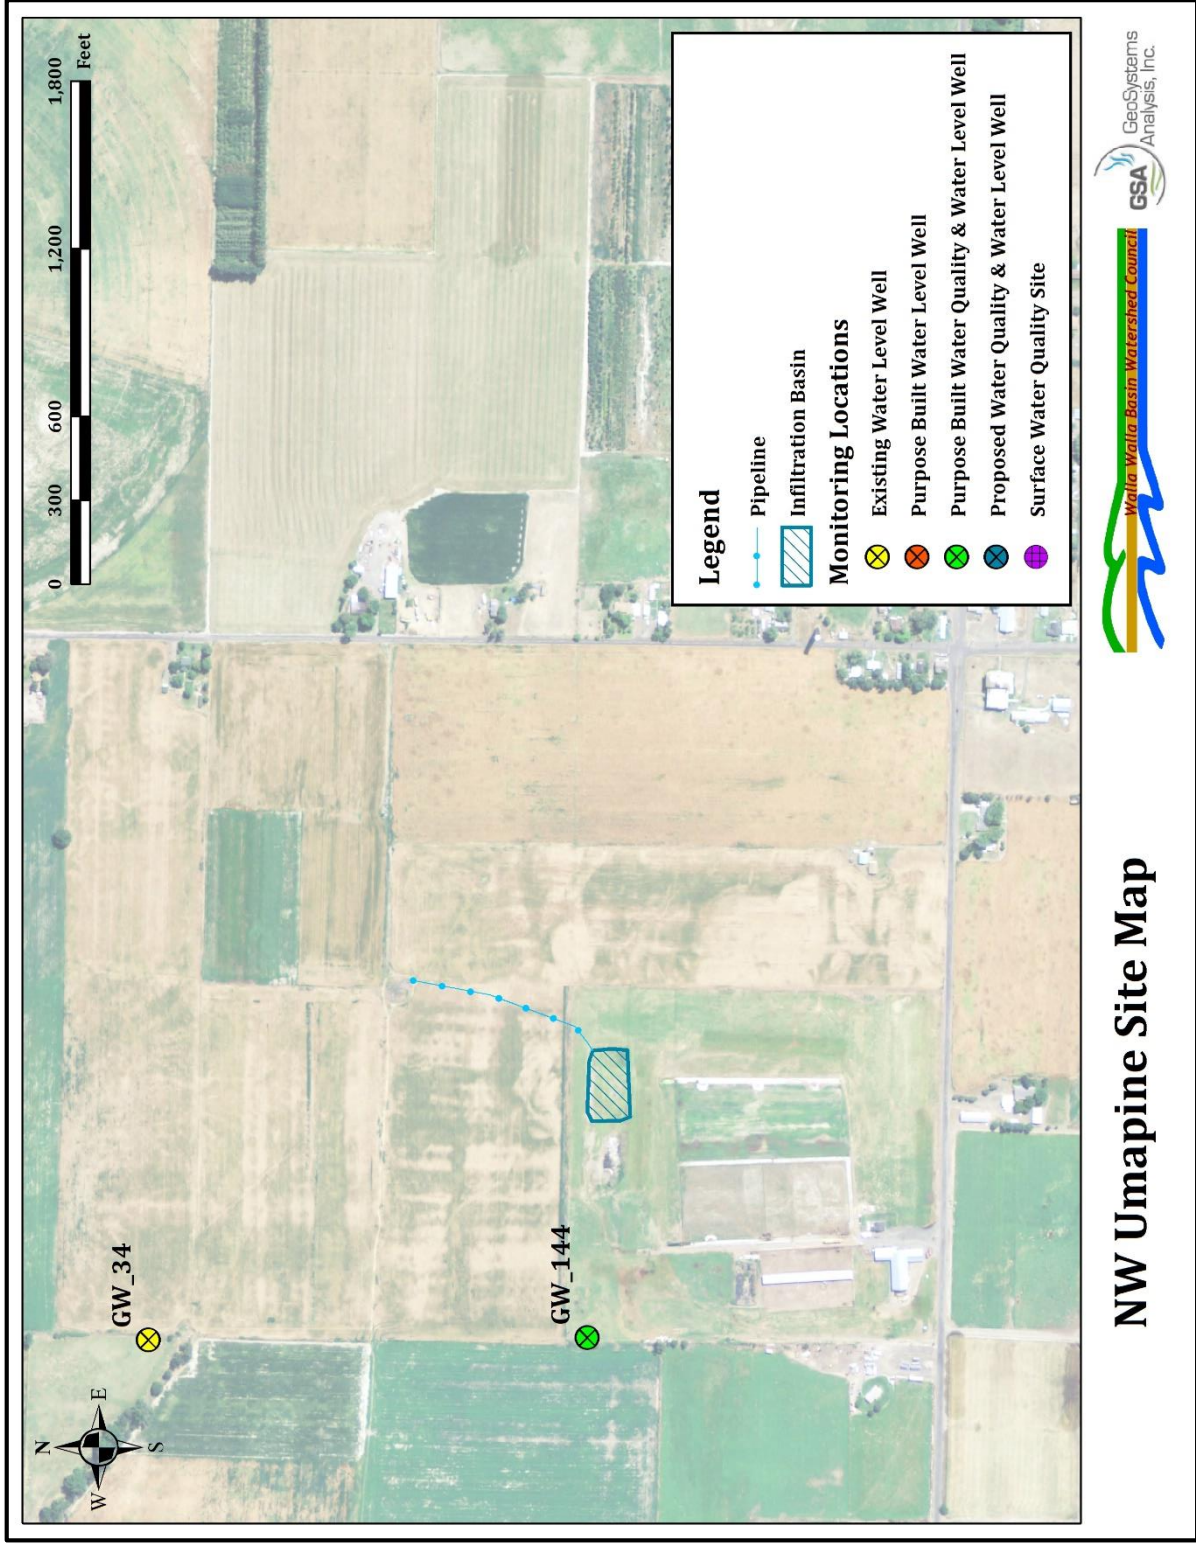 N
W E
S
GW_34
GW_144
0 300 600 1,200 1,800
Feet
Legend
Pipeline
Infiltration Basin
Monitoring Locations
Existing Water Level Well
Purpose Built Water Level Well
Purpose Built Water Quality & Water Level Well
Proposed Water Quality & Water Level Well
Surface Water Quality Site
NW Umapine Site Map
Walla Walla Basin Watershed Council
GSA
GeoSystems
Analysis, Inc.